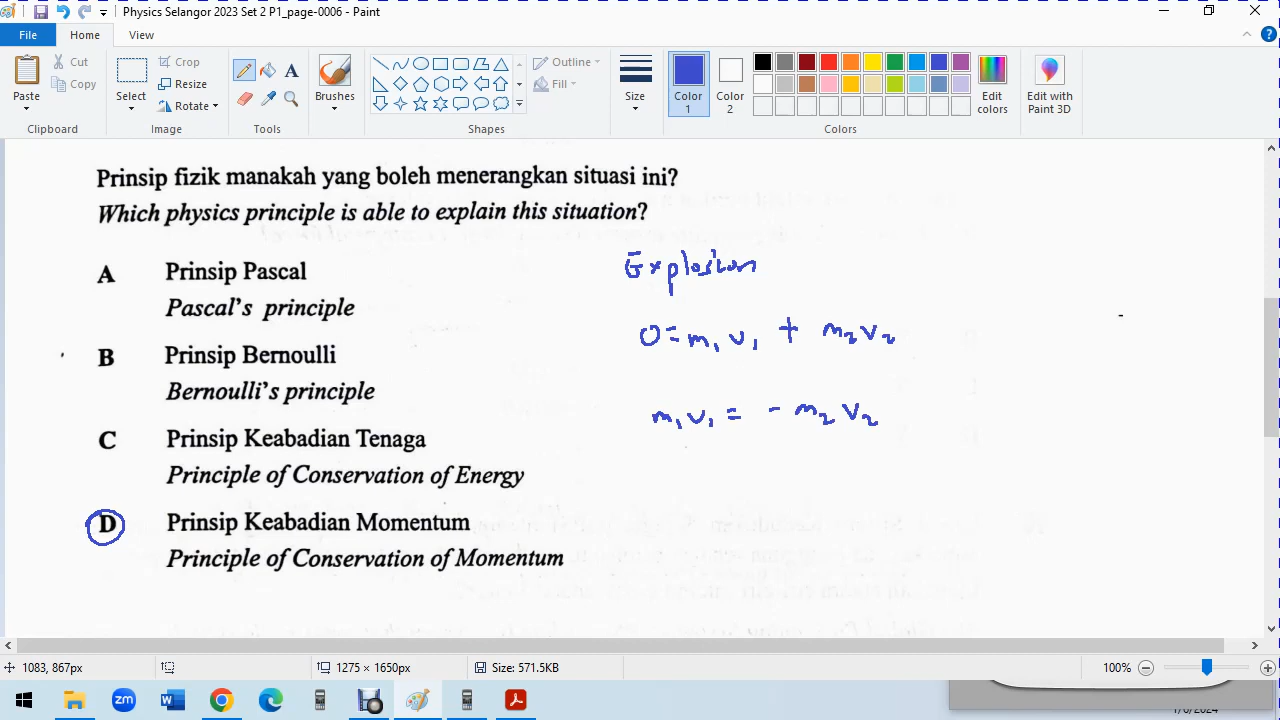 Physics Selangor 2023 Set 2 P1_page-0006 - Paint
File Home View
Paste Cut Copy
Clipboard
Select Crop Resize Rotate
Image
A
Tools
Brushes
Outline Fill
Shapes
Size
Color 1
Color 2
Edit colors
Colors
Edit with Paint 3D
Prinsip fizik manakah yang boleh menerangkan situasi ini?
Which physics principle is able to explain this situation?
A Prinsip Pascal
Pascal's principle
B Prinsip Bernoulli
Bernoulli's principle
C Prinsip Keabadian Tenaga
Principle of Conservation of Energy
D Prinsip Keabadian Momentum
Principle of Conservation of Momentum
Explosion
0 = m₁v₁ + m₂v₂
m₁v₁ = - m₂v₂
1083, 867px 1275 × 1650px Size: 571.5KB 100%
zm W